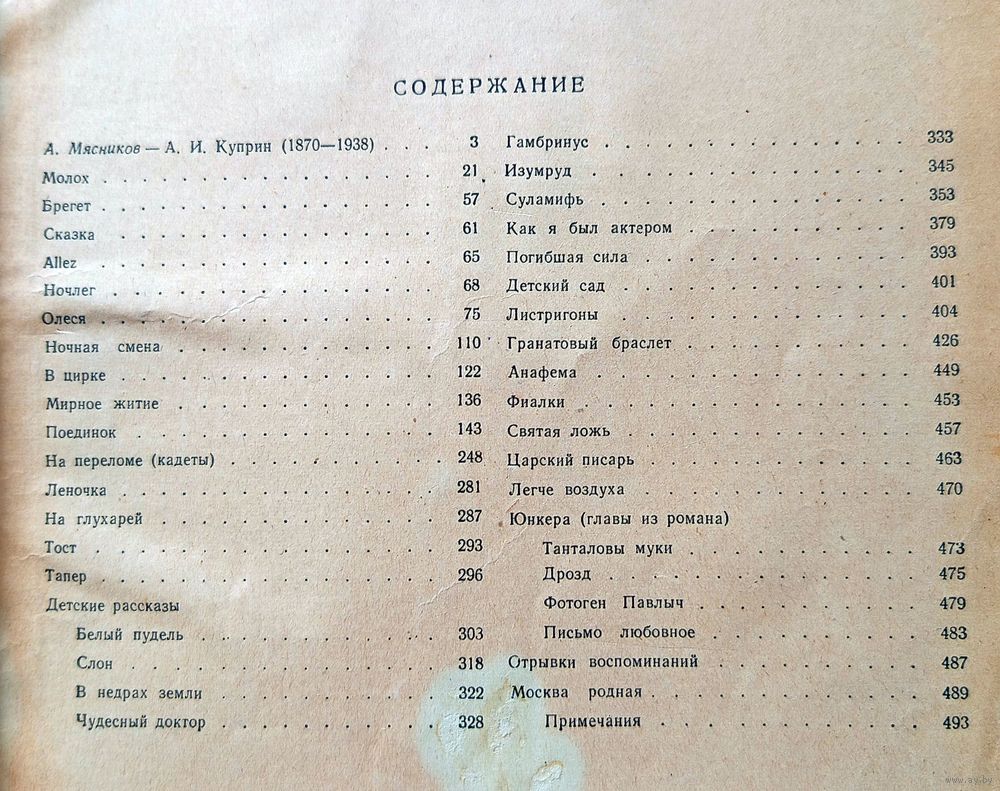 СОДЕРЖАНИЕ
А. Мясников — А. И. Куприн (1870—1938) . . . 3
Молох . . . 21
Брегет . . . 57
Сказка . . . 61
Allez . . . 65
Ночлег . . . 68
Олеся . . . 75
Ночная смена . . . 110
В цирке . . . 122
Мирное житие . . . 136
Поединок . . . 143
На переломе (кадеты) . . . 248
Леночка . . . 281
На глухарей . . . 287
Тост . . . 293
Тапер . . . 296
Детские рассказы
Белый пудель . . . 303
Слон . . . 318
В недрах земли . . . 322
Чудесный доктор . . . 328
Гамбринус . . . 333
Изумруд . . . 345
Суламифь . . . 353
Как я был актером . . . 379
Погибшая сила . . . 393
Детский сад . . . 401
Листригоны . . . 404
Гранатовый браслет . . . 426
Анафема . . . 449
Фиалки . . . 453
Святая ложь . . . 457
Царский писарь . . . 463
Легче воздуха . . . 470
Юнкера (главы из романа)
Танталовы муки . . . 473
Дрозд . . . 475
Фотоген Павлыч . . . 479
Письмо любовное . . . 483
Отрывки воспоминаний . . . 487
Москва родная . . . 489
Примечания . . . 493
www.ay.by